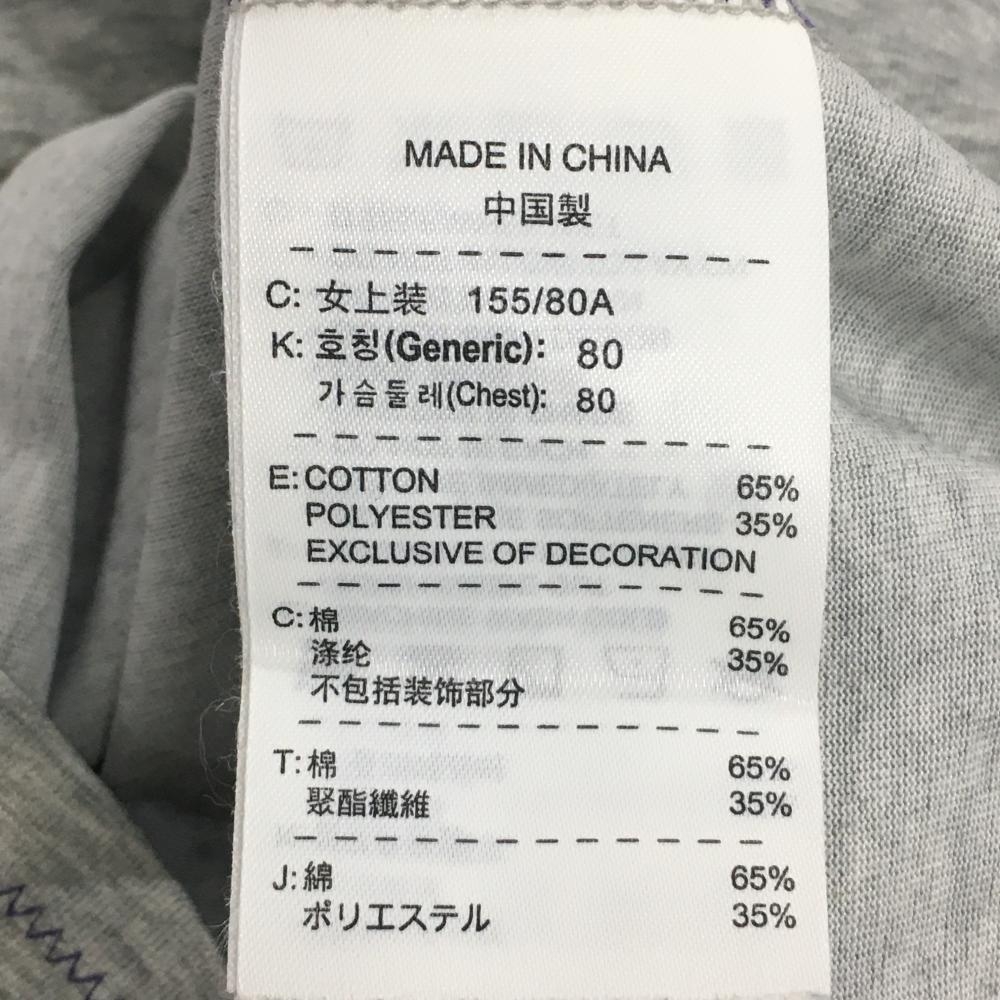 MADE IN CHINA
中国製
C: 女上装 155/80A
K: 호칭(Generic): 80
가슴둘레(Chest): 80
E: COTTON 65%
POLYESTER 35%
EXCLUSIVE OF DECORATION
C: 棉 65%
涤纶 35%
不包括装饰部分
T: 棉 65%
聚酯纖維 35%
J: 綿 65%
ポリエステル 35%